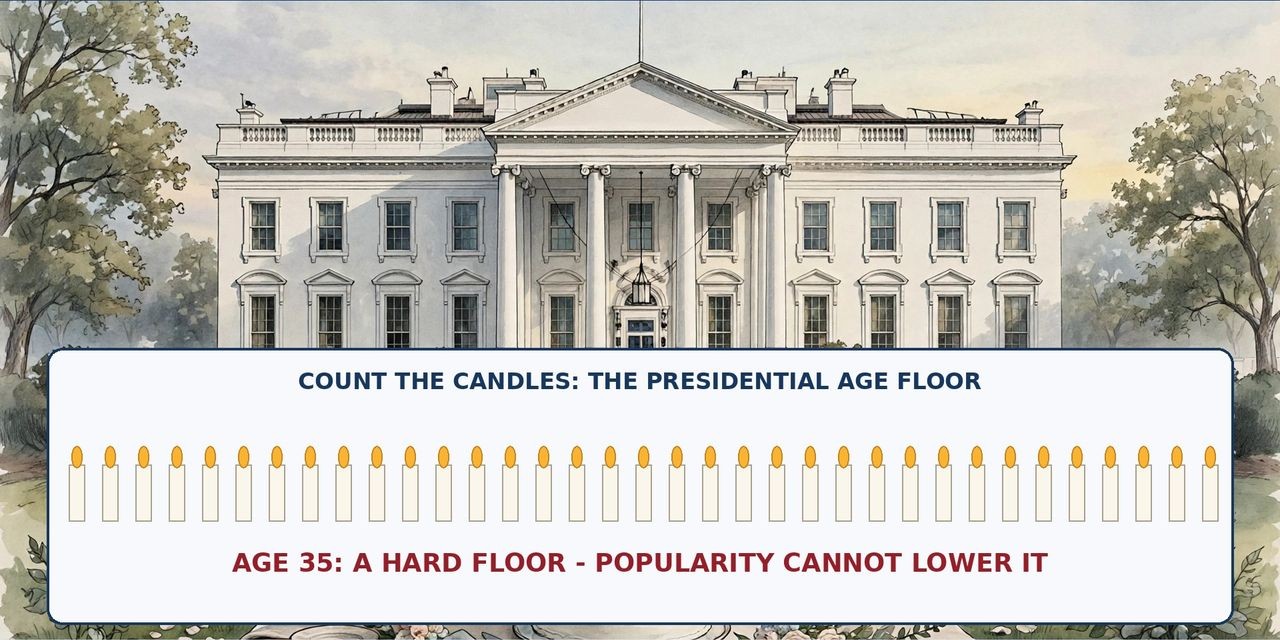 COUNT THE CANDLES: THE PRESIDENTIAL AGE FLOOR
AGE 35: A HARD FLOOR - POPULARITY CANNOT LOWER IT